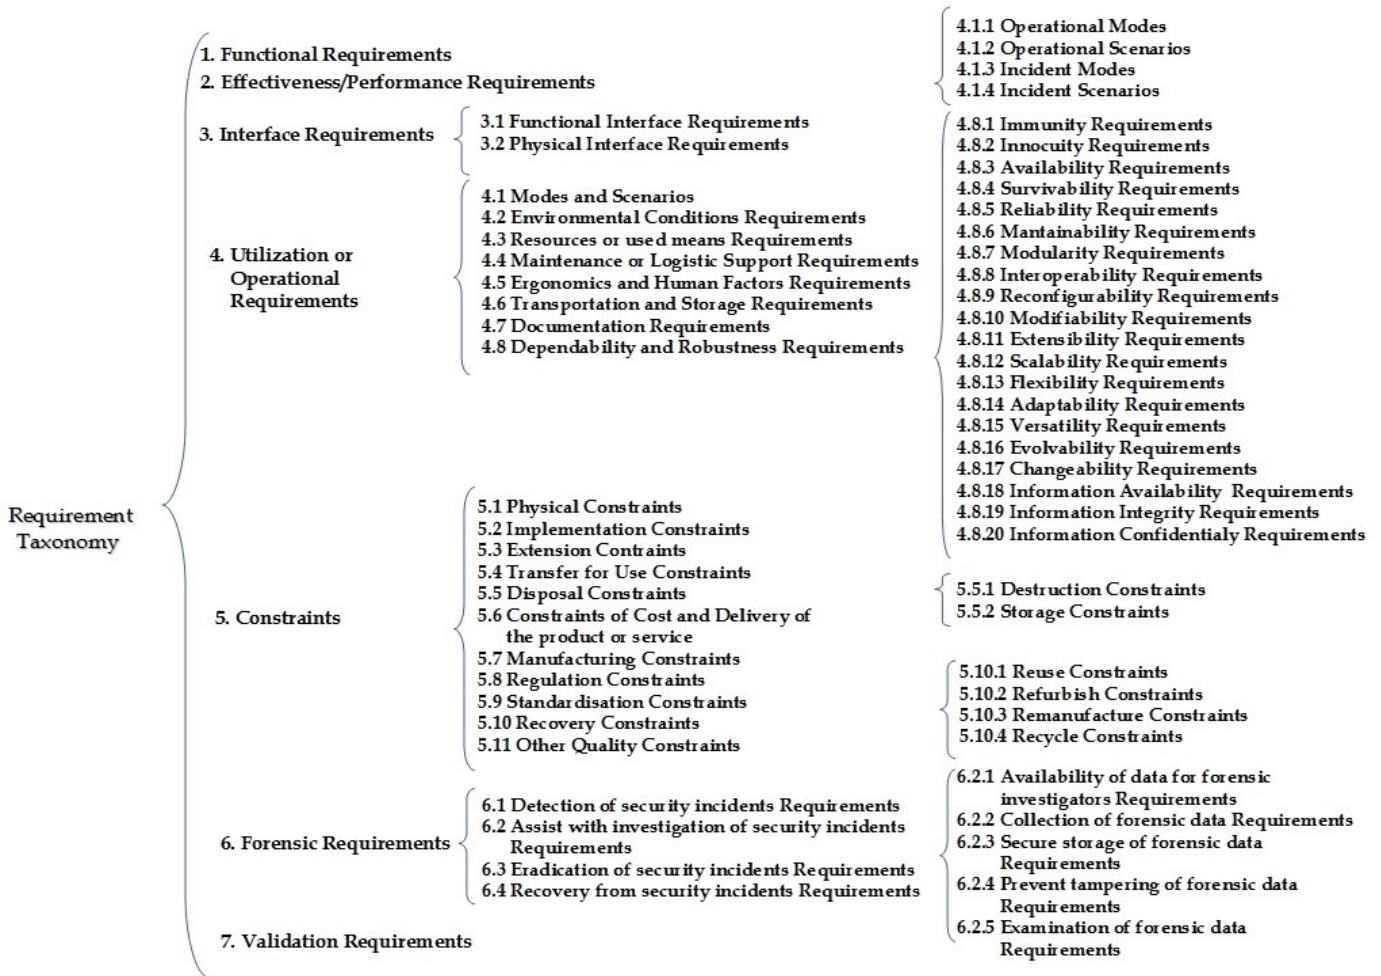 Requirement
Taxonomy
1. Functional Requirements
2. Effectiveness/Performance Requirements
3. Interface Requirements
3.1 Functional Interface Requirements
3.2 Physical Interface Requirements
4. Utilization or
Operational
Requirements
4.1 Modes and Scenarios
4.2 Environmental Conditions Requirements
4.3 Resources or used means Requirements
4.4 Maintenance or Logistic Support Requirements
4.5 Ergonomics and Human Factors Requirements
4.6 Transportation and Storage Requirements
4.7 Documentation Requirements
4.8 Dependability and Robustness Requirements
4.1.1 Operational Modes
4.1.2 Operational Scenarios
4.1.3 Incident Modes
4.1.4 Incident Scenarios
4.8.1 Immunity Requirements
4.8.2 Innocuity Requirements
4.8.3 Availability Requirements
4.8.4 Survivability Requirements
4.8.5 Reliability Requirements
4.8.6 Mantainability Requirements
4.8.7 Modularity Requirements
4.8.8 Interoperability Requirements
4.8.9 Reconfigurability Requirements
4.8.10 Modifiability Requirements
4.8.11 Extensibility Requirements
4.8.12 Scalability Requirements
4.8.13 Flexibility Requirements
4.8.14 Adaptability Requirements
4.8.15 Versatility Requirements
4.8.16 Evolvability Requirements
4.8.17 Changeability Requirements
4.8.18 Information Availability Requirements
4.8.19 Information Integrity Requirements
4.8.20 Information Confidentialy Requirements
5. Constraints
5.1 Physical Constraints
5.2 Implementation Constraints
5.3 Extension Contraints
5.4 Transfer for Use Constraints
5.5 Disposal Constraints
5.6 Constraints of Cost and Delivery of
the product or service
5.7 Manufacturing Constraints
5.8 Regulation Constraints
5.9 Standardisation Constraints
5.10 Recovery Constraints
5.11 Other Quality Constraints
5.5.1 Destruction Constraints
5.5.2 Storage Constraints
5.10.1 Reuse Constraints
5.10.2 Refurbish Constraints
5.10.3 Remanufacture Constraints
5.10.4 Recycle Constraints
6. Forensic Requirements
6.1 Detection of security incidents Requirements
6.2 Assist with investigation of security incidents
Requirements
6.3 Eradication of security incidents Requirements
6.4 Recovery from security incidents Requirements
6.2.1 Availability of data for forensic
investigators Requirements
6.2.2 Collection of forensic data Requirements
6.2.3 Secure storage of forensic data
Requirements
6.2.4 Prevent tampering of forensic data
Requirements
6.2.5 Examination of forensic data
Requirements
7. Validation Requirements